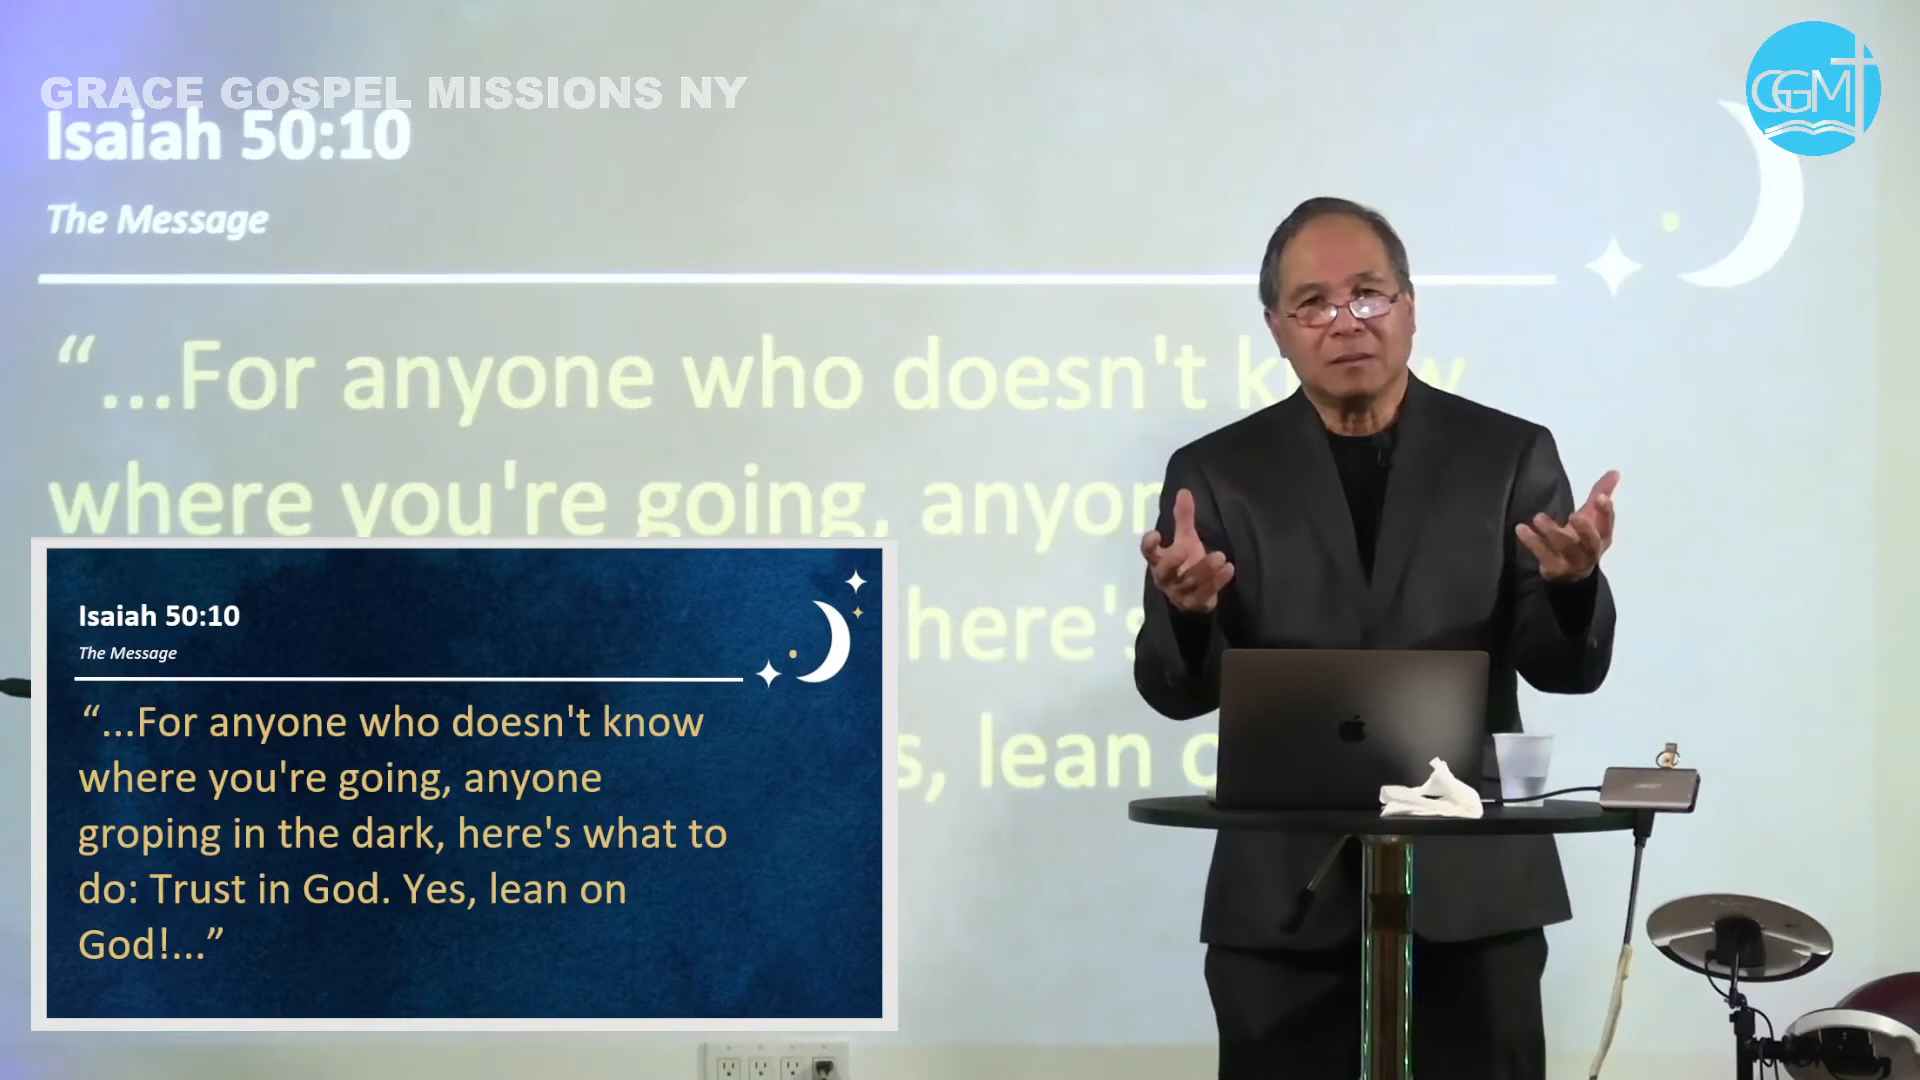 GRACE GOSPEL MISSIONS NY
GGM
Isaiah 50:10
The Message
“...For anyone who doesn't know
where you're going, anyon
here's
s, lean o
Isaiah 50:10
The Message
“...For anyone who doesn't know
where you're going, anyone
groping in the dark, here's what to
do: Trust in God. Yes, lean on
God!...”